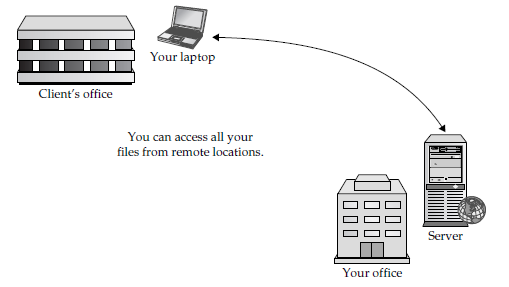 Your laptop
Client's office
You can access all your
files from remote locations.
Server
Your office